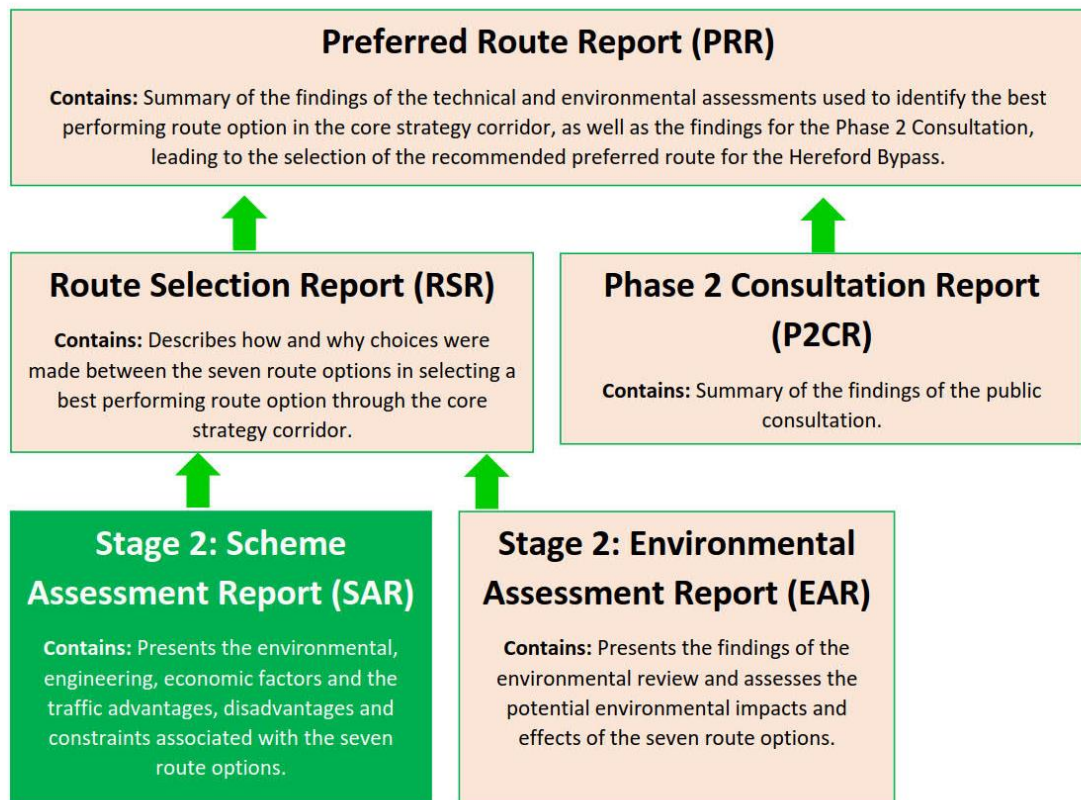 Preferred Route Report (PRR)
Contains: Summary of the findings of the technical and environmental assessments used to identify the best
performing route option in the core strategy corridor, as well as the findings for the Phase 2 Consultation,
leading to the selection of the recommended preferred route for the Hereford Bypass.
Route Selection Report (RSR)
Contains: Describes how and why choices were
made between the seven route options in selecting a
best performing route option through the core
strategy corridor.
Phase 2 Consultation Report
(P2CR)
Contains: Summary of the findings of the public
consultation.
Stage 2: Scheme
Assessment Report (SAR)
Contains: Presents the environmental,
engineering, economic factors and the
traffic advantages, disadvantages and
constraints associated with the seven
route options.
Stage 2: Environmental
Assessment Report (EAR)
Contains: Presents the findings of the
environmental review and assesses the
potential environmental impacts and
effects of the seven route options.